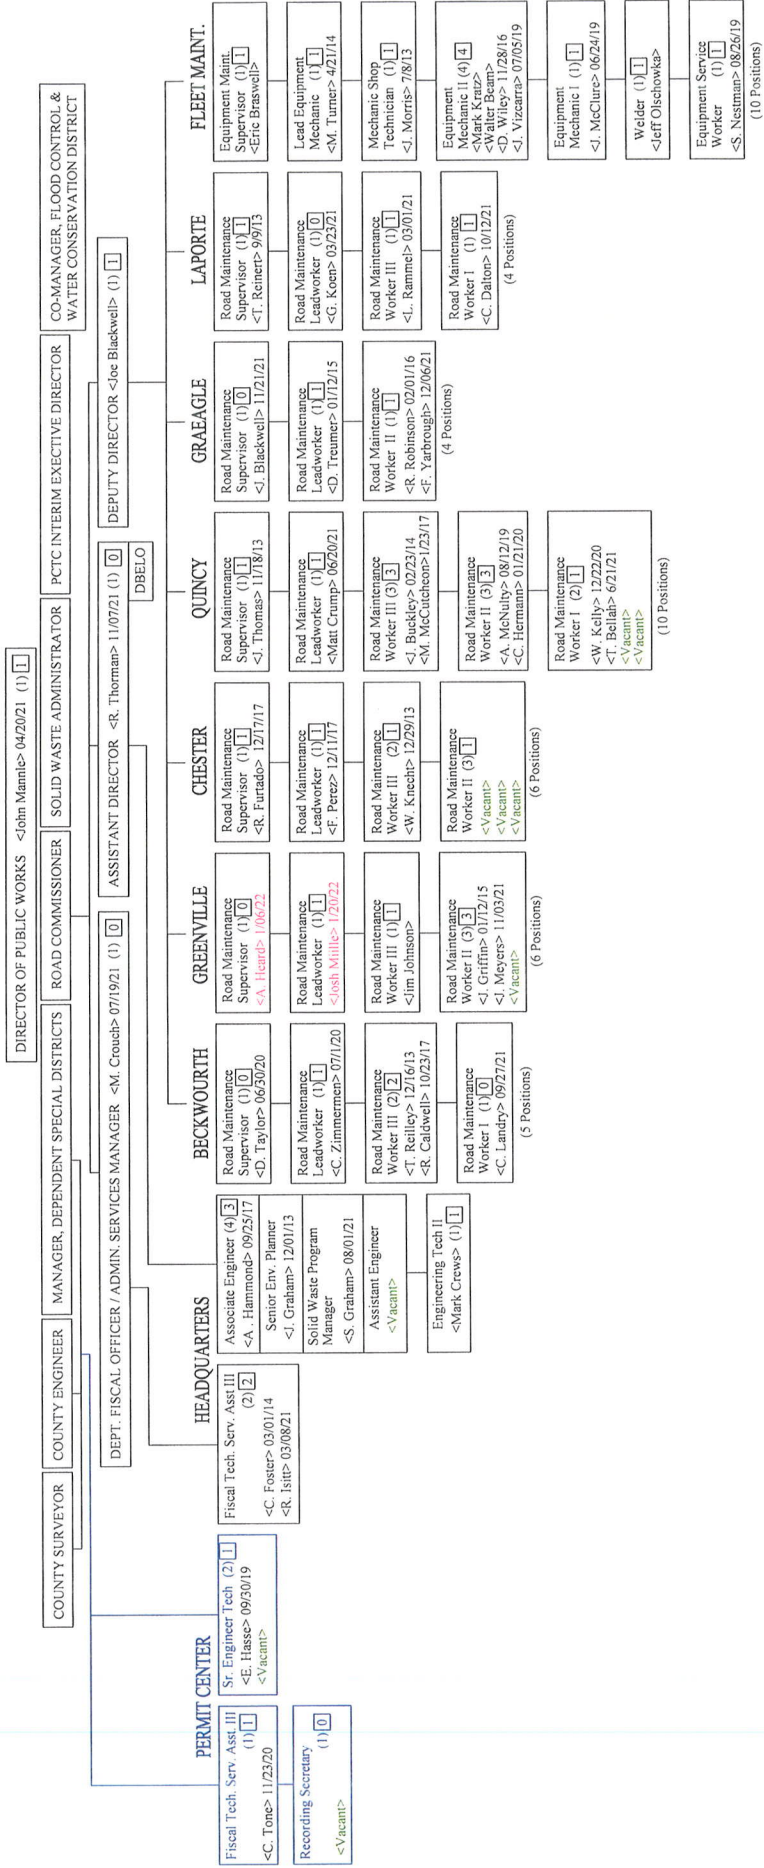 DIRECTOR OF PUBLIC WORKS <John Mannle> 04/20/21 (1) 1
COUNTY SURVEYOR
COUNTY ENGINEER
MANAGER, DEPENDENT SPECIAL DISTRICTS
ROAD COMMISSIONER
SOLID WASTE ADMINISTRATOR
PCTC INTERIM EXECTIVE DIRECTOR
CO-MANAGER, FLOOD CONTROL &
WATER CONSERVATION DISTRICT
DEPT. FISCAL OFFICER / ADMIN. SERVICES MANAGER <M. Crouch> 07/19/21 (1) 0
ASSISTANT DIRECTOR <R. Thorman> 11/07/21 (1) 0
DBELO
DEPUTY DIRECTOR <Joe Blackwell> (1) 1
PERMIT CENTER
Fiscal Tech. Serv. Asst. III
(1) 1
<C. Tone> 11/23/20
Recording Secretary
(1) 0
<Vacant>
Sr. Engineer Tech (2) 1
<E. Hasse> 09/30/19
<Vacant>
HEADQUARTERS
Fiscal Tech. Serv. Asst III
(2) 2
<C. Foster> 03/01/14
<R. Isitt> 03/08/21
Associate Engineer (4) 3
<A . Hammond> 09/25/17
Senior Env. Planner
<J. Graham> 12/01/13
Solid Waste Program
Manager
<S. Graham> 08/01/21
Assistant Engineer
<Vacant>
Engineering Tech II
<Mark Crews> (1) 1
BECKWOURTH
Road Maintenance
Supervisor (1) 0
<D. Taylor> 06/30/20
Road Maintenance
Leadworker (1) 1
<C. Zimmermen> 07/1/20
Road Maintenance
Worker III (2) 2
<T. Reilley> 12/16/13
<R. Caldwell> 10/23/17
Road Maintenance
Worker I (1) 0
<C. Landry> 09/27/21
(5 Positions)
GREENVILLE
Road Maintenance
Supervisor (1) 0
<A. Heard> 1/06/22
Road Maintenance
Leadworker (1) 1
<Josh Miille> 1/20/22
Road Maintenance
Worker III (1) 1
<Jim Johnson>
Road Maintenance
Worker II (3) 3
<J. Griffin> 01/12/15
<J. Meyers> 11/03/21
<Vacant>
(6 Positions)
CHESTER
Road Maintenance
Supervisor (1) 1
<R. Furtado> 12/17/17
Road Maintenance
Leadworker (1) 1
<F. Perez> 12/11/17
Road Maintenance
Worker III (2) 1
<W. Knecht> 12/29/13
Road Maintenance
Worker II (3) 1
<Vacant>
<Vacant>
<Vacant>
(6 Positions)
QUINCY
Road Maintenance
Supervisor (1) 1
<J. Thomas> 11/18/13
Road Maintenance
Leadworker (1) 1
<Matt Crump> 06/20/21
Road Maintenance
Worker III (3) 3
<J. Buckley> 02/23/14
<M. McCutcheon>1/23/17
Road Maintenance
Worker II (3) 3
<A. McNulty> 08/12/19
<C. Hermann> 01/21/20
Road Maintenance
Worker I (2) 1
<W. Kelly> 12/22/20
<T. Bellah> 6/21/21
<Vacant>
<Vacant>
(10 Positions)
GRAEAGLE
Road Maintenance
Supervisor (1) 0
<J. Blackwell> 11/21/21
Road Maintenance
Leadworker (1) 1
<D. Treumer> 01/12/15
Road Maintenance
Worker II (1) 1
<R. Robinson> 02/01/16
<F. Yarbrough> 12/06/21
(4 Positions)
LAPORTE
Road Maintenance
Supervisor (1) 1
<T. Reinert> 9/9/13
Road Maintenance
Leadworker (1) 0
<G. Koen> 03/23/21
Road Maintenance
Worker III (1) 1
<L. Rammel> 03/01/21
Road Maintenance
Worker I (1) 1
<C. Dalton> 10/12/21
(4 Positions)
FLEET MAINT.
Equipment Maint.
Supervisor (1) 1
<Eric Braswell>
Lead Equipment
Mechanic (1) 1
<M. Turner> 4/21/14
Mechanic Shop
Technician (1) 1
<J. Morris> 7/8/13
Equipment
Mechanic II (4) 4
<Mark Kratz>
<Walter Beam>
<D. Wiley> 11/28/16
<J. Vizcarra> 07/05/19
Equipment
Mechanic I (1) 1
<J. McClure> 06/24/19
Welder (1) 1
<Jeff Olschowka>
Equipment Service
Worker (1) 1
<S. Nestman> 08/26/19
(10 Positions)